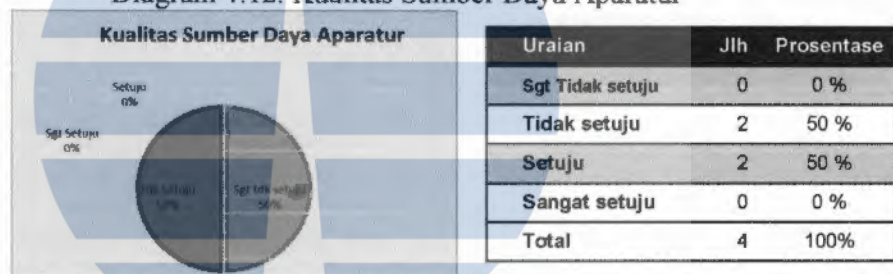 Diagram 4.12. Kualitas Sumber Daya Aparatur
Kualitas Sumber Daya Aparatur
Setuju
0%
Sgt Setuju
0%
Tdk Setuju
50%
Sgt tdk setuju
50%
Uraian Jlh Prosentase
Sgt Tidak setuju 0 0 %
Tidak setuju 2 50 %
Setuju 2 50 %
Sangat setuju 0 0 %
Total 4 100%